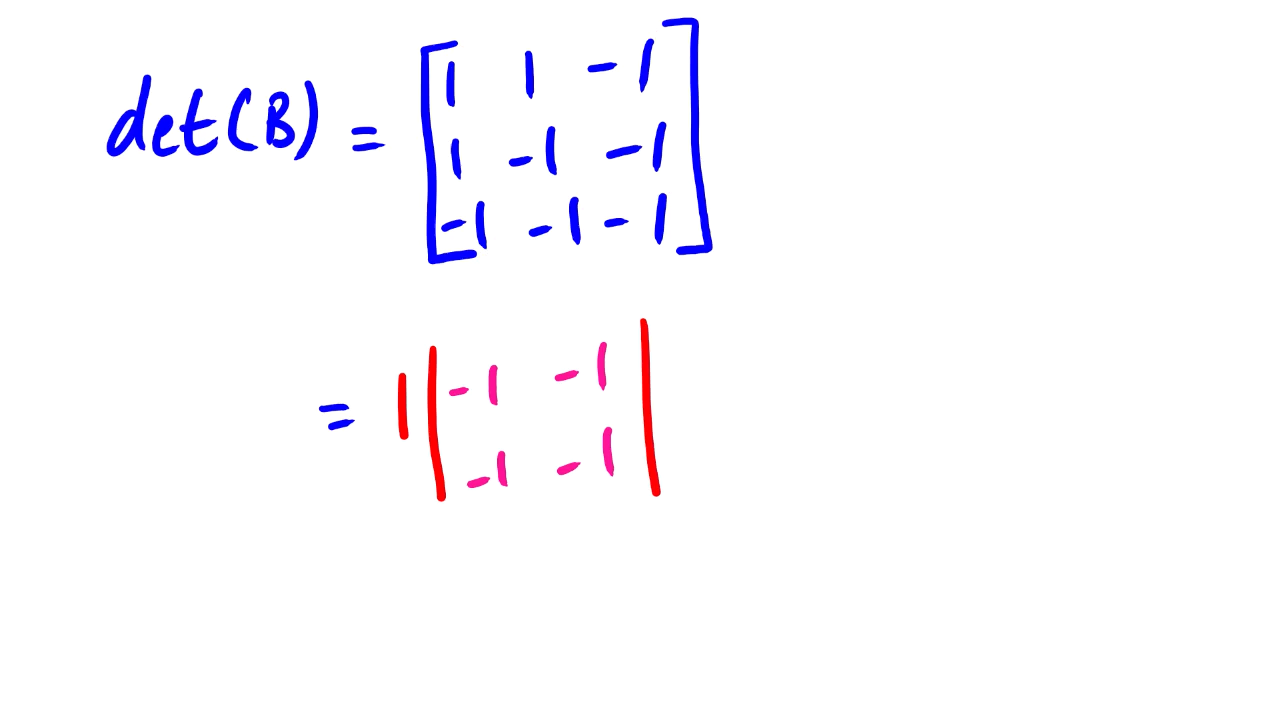 1 1 -1
det(B) = 1 -1 -1
-1 -1 -1
= 1 | -1 -1 |
-1 -1